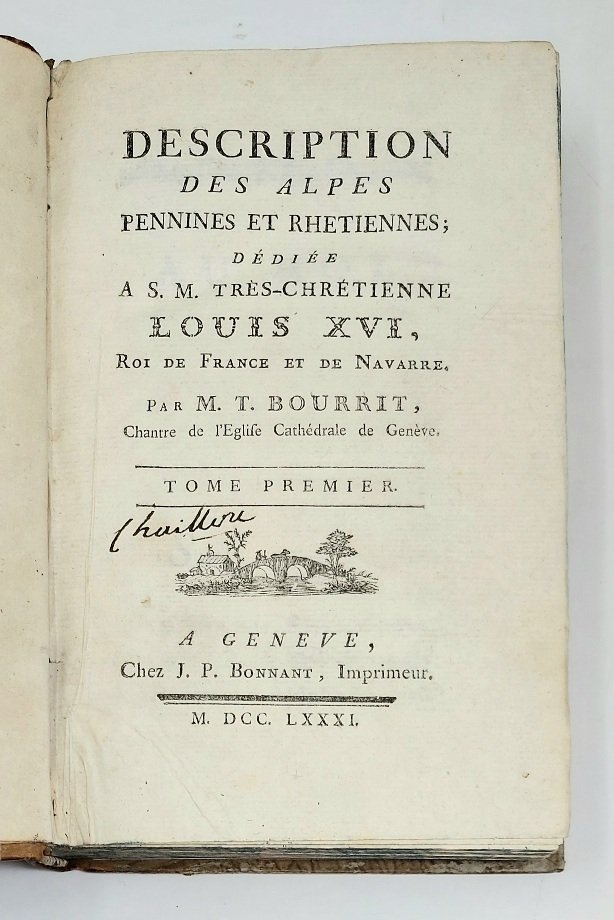 DESCRIPTION
DES ALPES
PENNINES ET RHETIENNES;
DÉDIÉE
A S. M. TRÈS-CHRÉTIENNE
LOUIS XVI,
ROI DE FRANCE ET DE NAVARRE.
PAR M. T. BOURRIT,
Chantre de l'Egliſe Cathédrale de Genève.
TOME PREMIER.
A GENEVE,
Chez J. P. BONNANT, Imprimeur.
M. DCC. LXXXI.